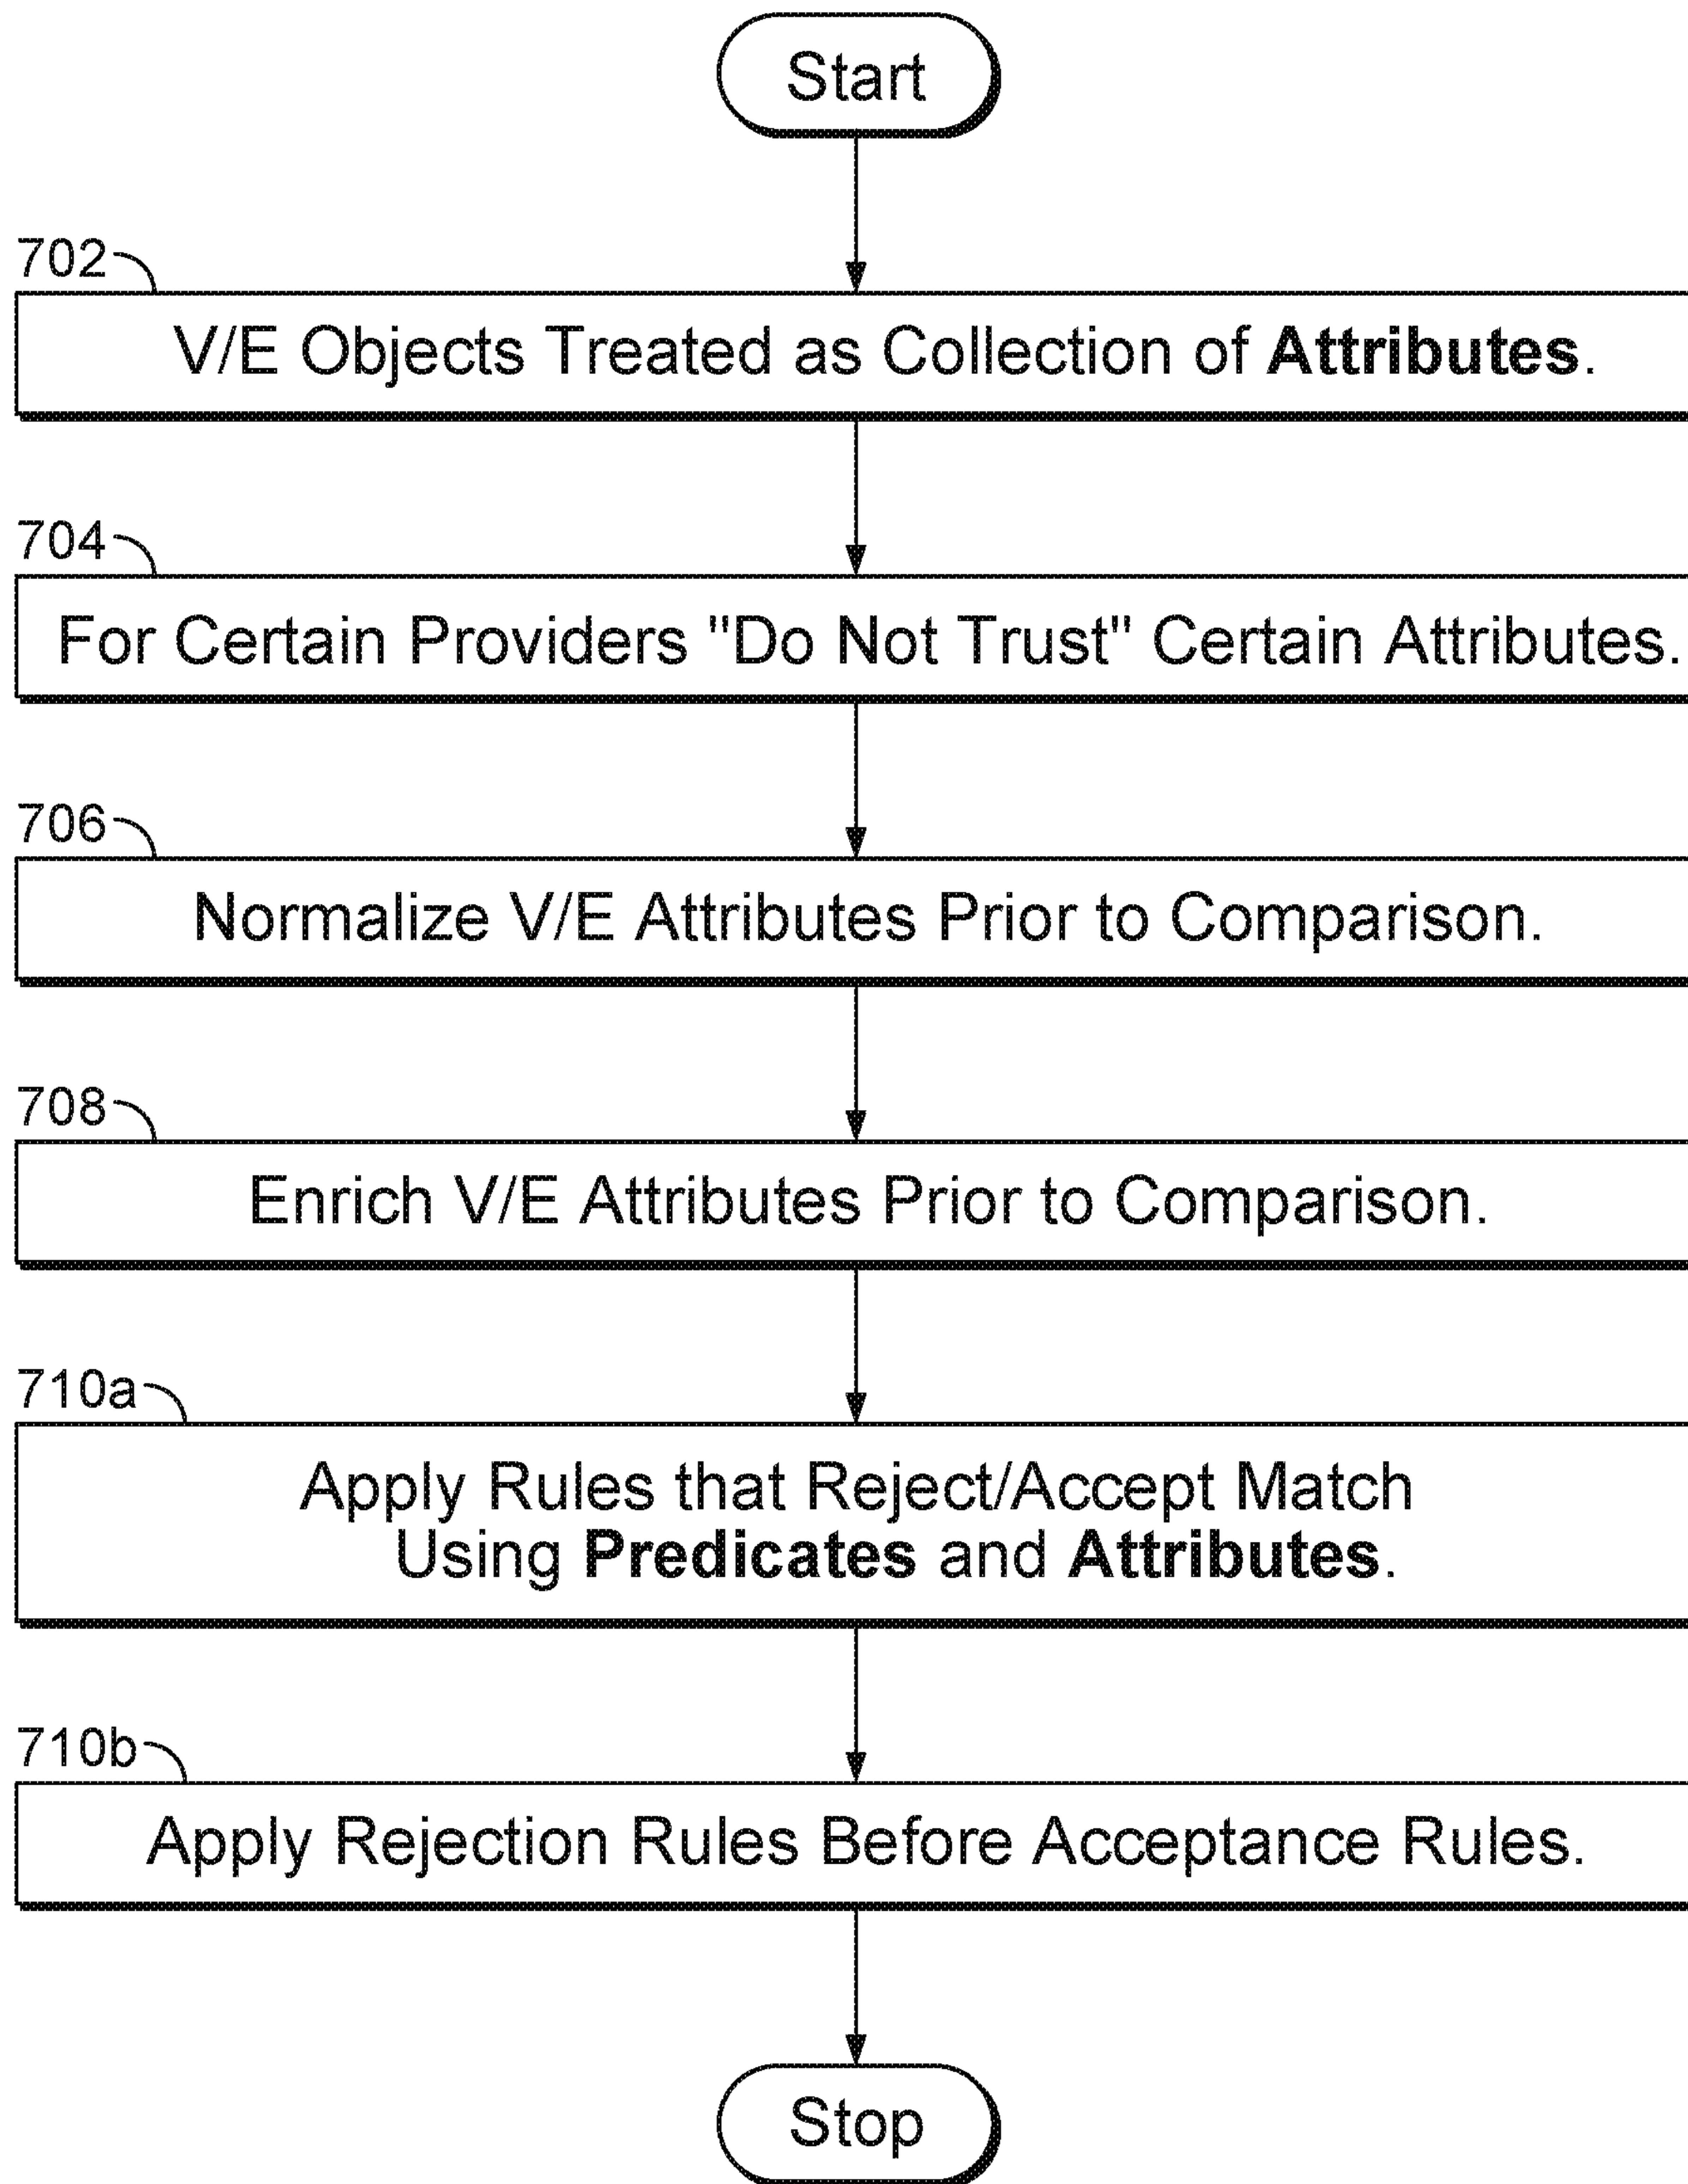 Start
702
V/E Objects Treated as Collection of Attributes.
704
For Certain Providers "Do Not Trust" Certain Attributes.
706
Normalize V/E Attributes Prior to Comparison.
708
Enrich V/E Attributes Prior to Comparison.
710a
Apply Rules that Reject/Accept Match
Using Predicates and Attributes.
710b
Apply Rejection Rules Before Acceptance Rules.
Stop